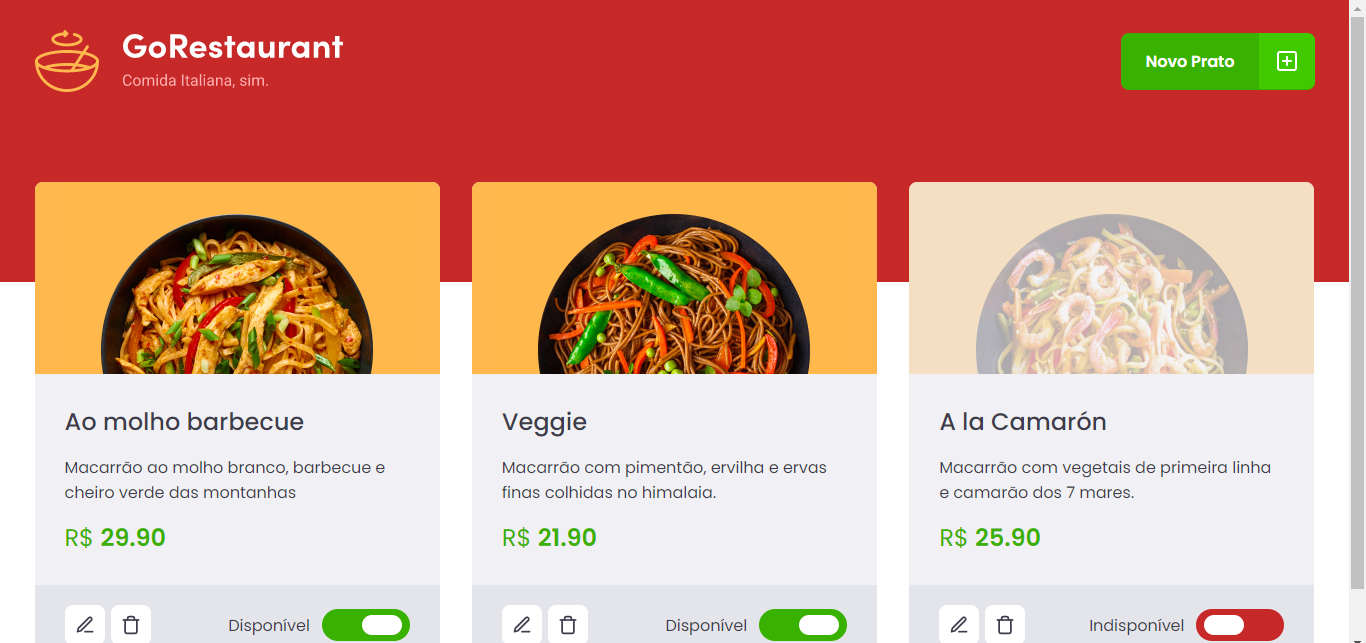 GoRestaurant
Comida Italiana, sim.
Novo Prato
Ao molho barbecue
Macarrão ao molho branco, barbecue e
cheiro verde das montanhas
R$ 29.90
Disponível
Veggie
Macarrão com pimentão, ervilha e ervas
finas colhidas no himalaia.
R$ 21.90
Disponível
A la Camarón
Macarrão com vegetais de primeira linha
e camarão dos 7 mares.
R$ 25.90
Indisponível